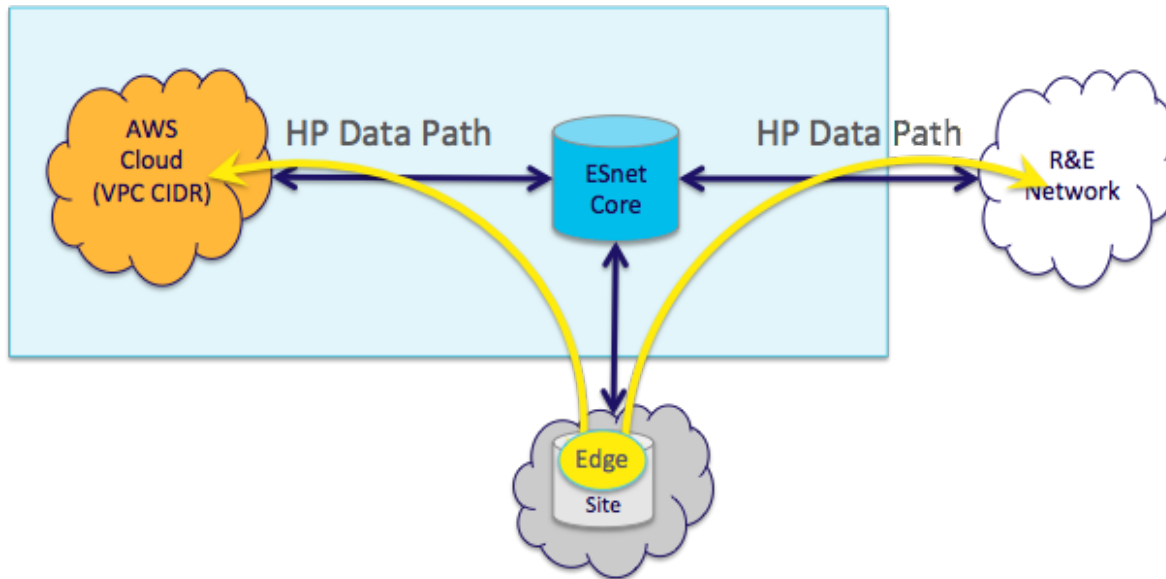 AWS
Cloud
(VPC CIDR)
HP Data Path
ESnet
Core
HP Data Path
R&E
Network
Edge
Site